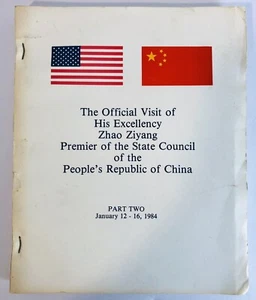 The Official Visit of
His Excellency
Zhao Ziyang
Premier of the State Council
of the
People's Republic of China
PART TWO
January 12 - 16, 1984